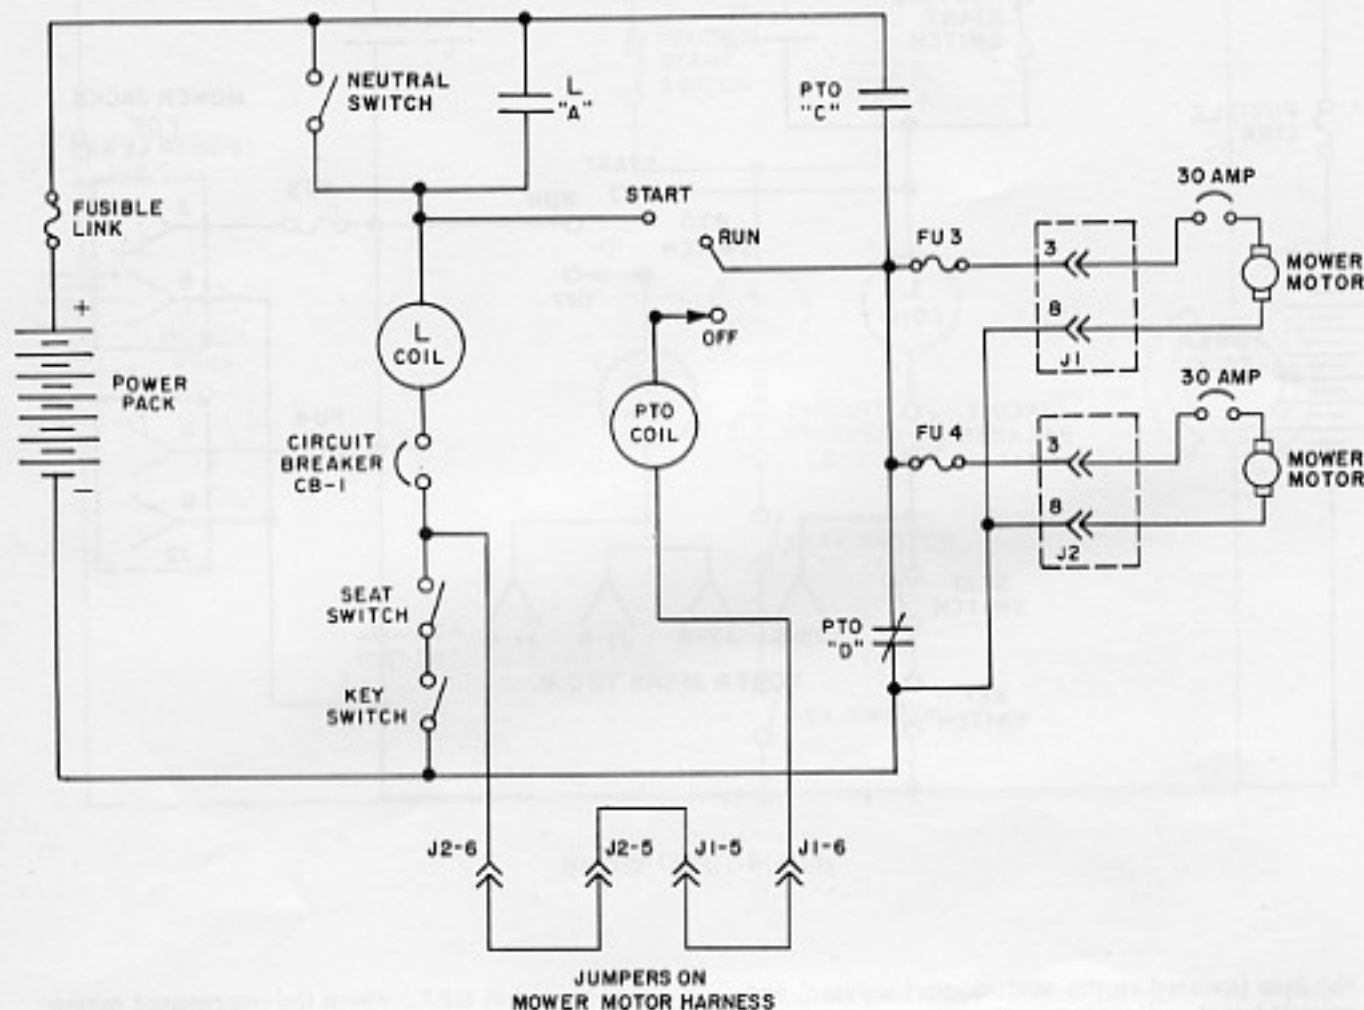 NEUTRAL
SWITCH
L
"A"
PTO
"C"
FUSIBLE
LINK
START
RUN
FU 3
30 AMP
3
8
J1
MOWER
MOTOR
+
POWER
PACK
−
L
COIL
OFF
PTO
COIL
CIRCUIT
BREAKER
CB-1
FU 4
30 AMP
3
8
J2
MOWER
MOTOR
SEAT
SWITCH
PTO
"D"
KEY
SWITCH
J2-6
J2-5
J1-5
J1-6
JUMPERS ON
MOWER MOTOR HARNESS